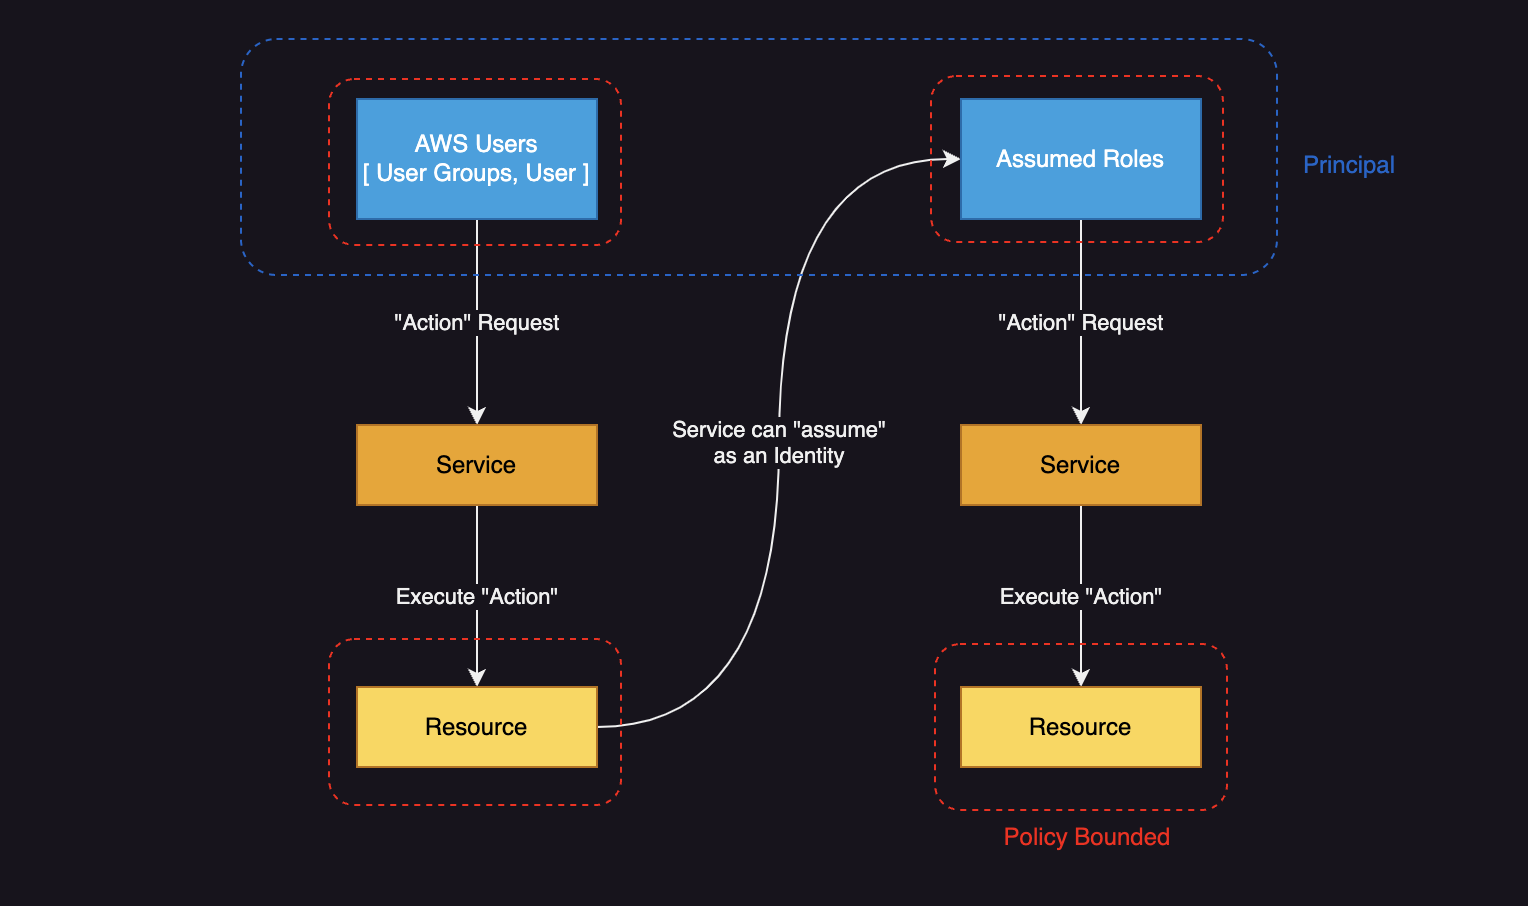 AWS Users
[ User Groups, User ]
Assumed Roles
Principal
"Action" Request
"Action" Request
Service can "assume"
as an Identity
Service
Service
Execute "Action"
Execute "Action"
Resource
Resource
Policy Bounded